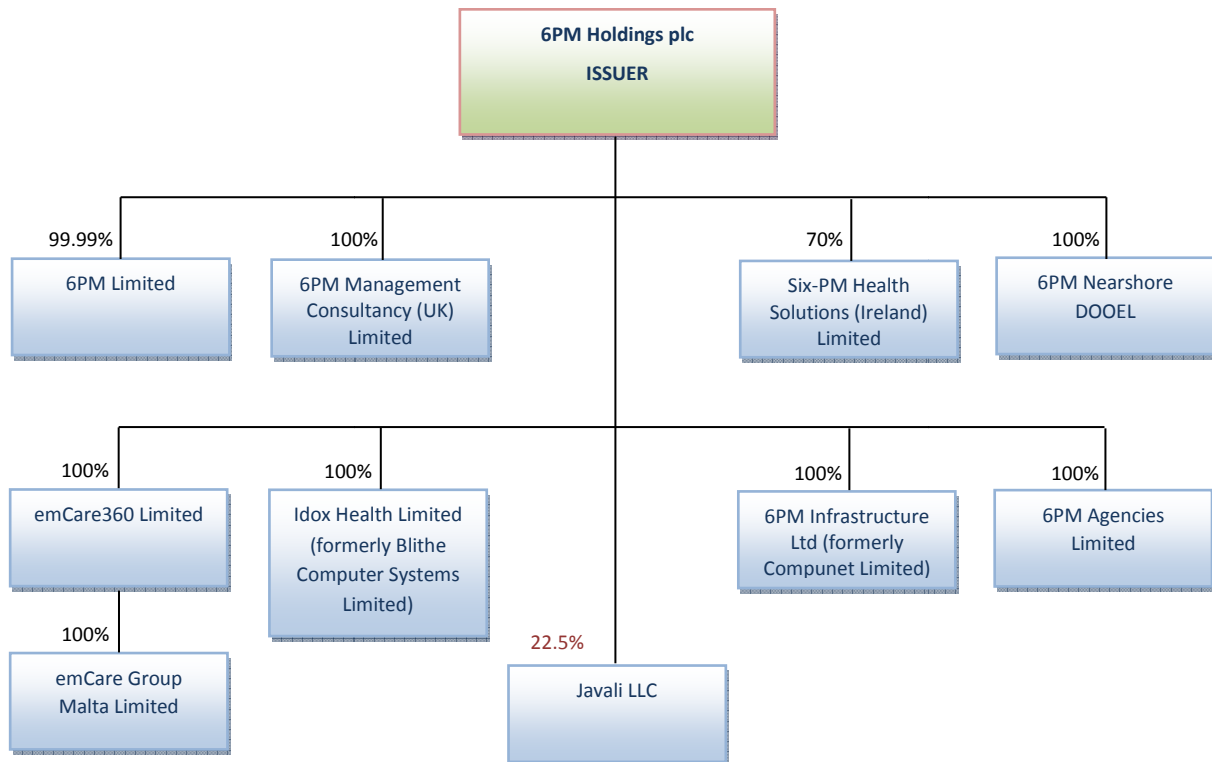 6PM Holdings plc
ISSUER
99.99%
100%
70%
100%
6PM Limited
6PM Management
Consultancy (UK)
Limited
Six-PM Health
Solutions (Ireland)
Limited
6PM Nearshore
DOOEL
100%
100%
100%
100%
emCare360 Limited
Idox Health Limited
(formerly Blithe
Computer Systems
Limited)
6PM Infrastructure
Ltd (formerly
Compunet Limited)
6PM Agencies
Limited
100%
22.5%
emCare Group
Malta Limited
Javali LLC